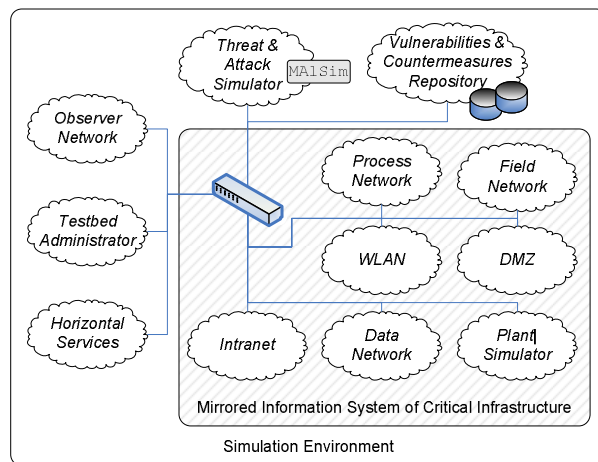 Threat &
Attack
Simulator
MAlSim
Vulnerabilities &
Countermeasures
Repository
Observer
Network
Testbed
Administrator
Horizontal
Services
Process
Network
Field
Network
WLAN
DMZ
Intranet
Data
Network
Plant
Simulator
Mirrored Information System of Critical Infrastructure
Simulation Environment